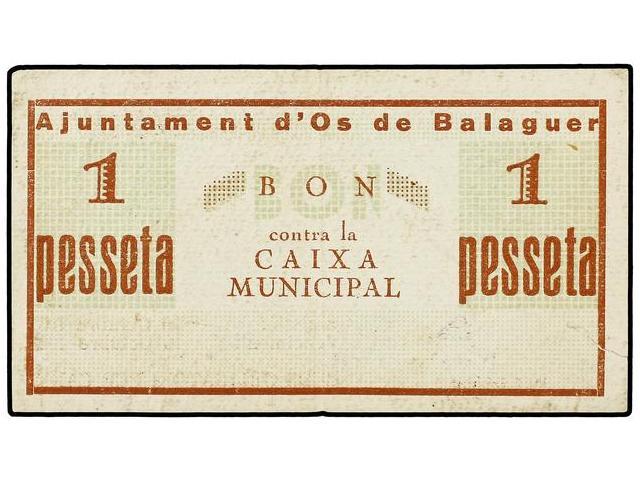 Ajuntament d'Os de Balaguer
1 pesseta
BON
contra la
CAIXA
MUNICIPAL
1 pesseta